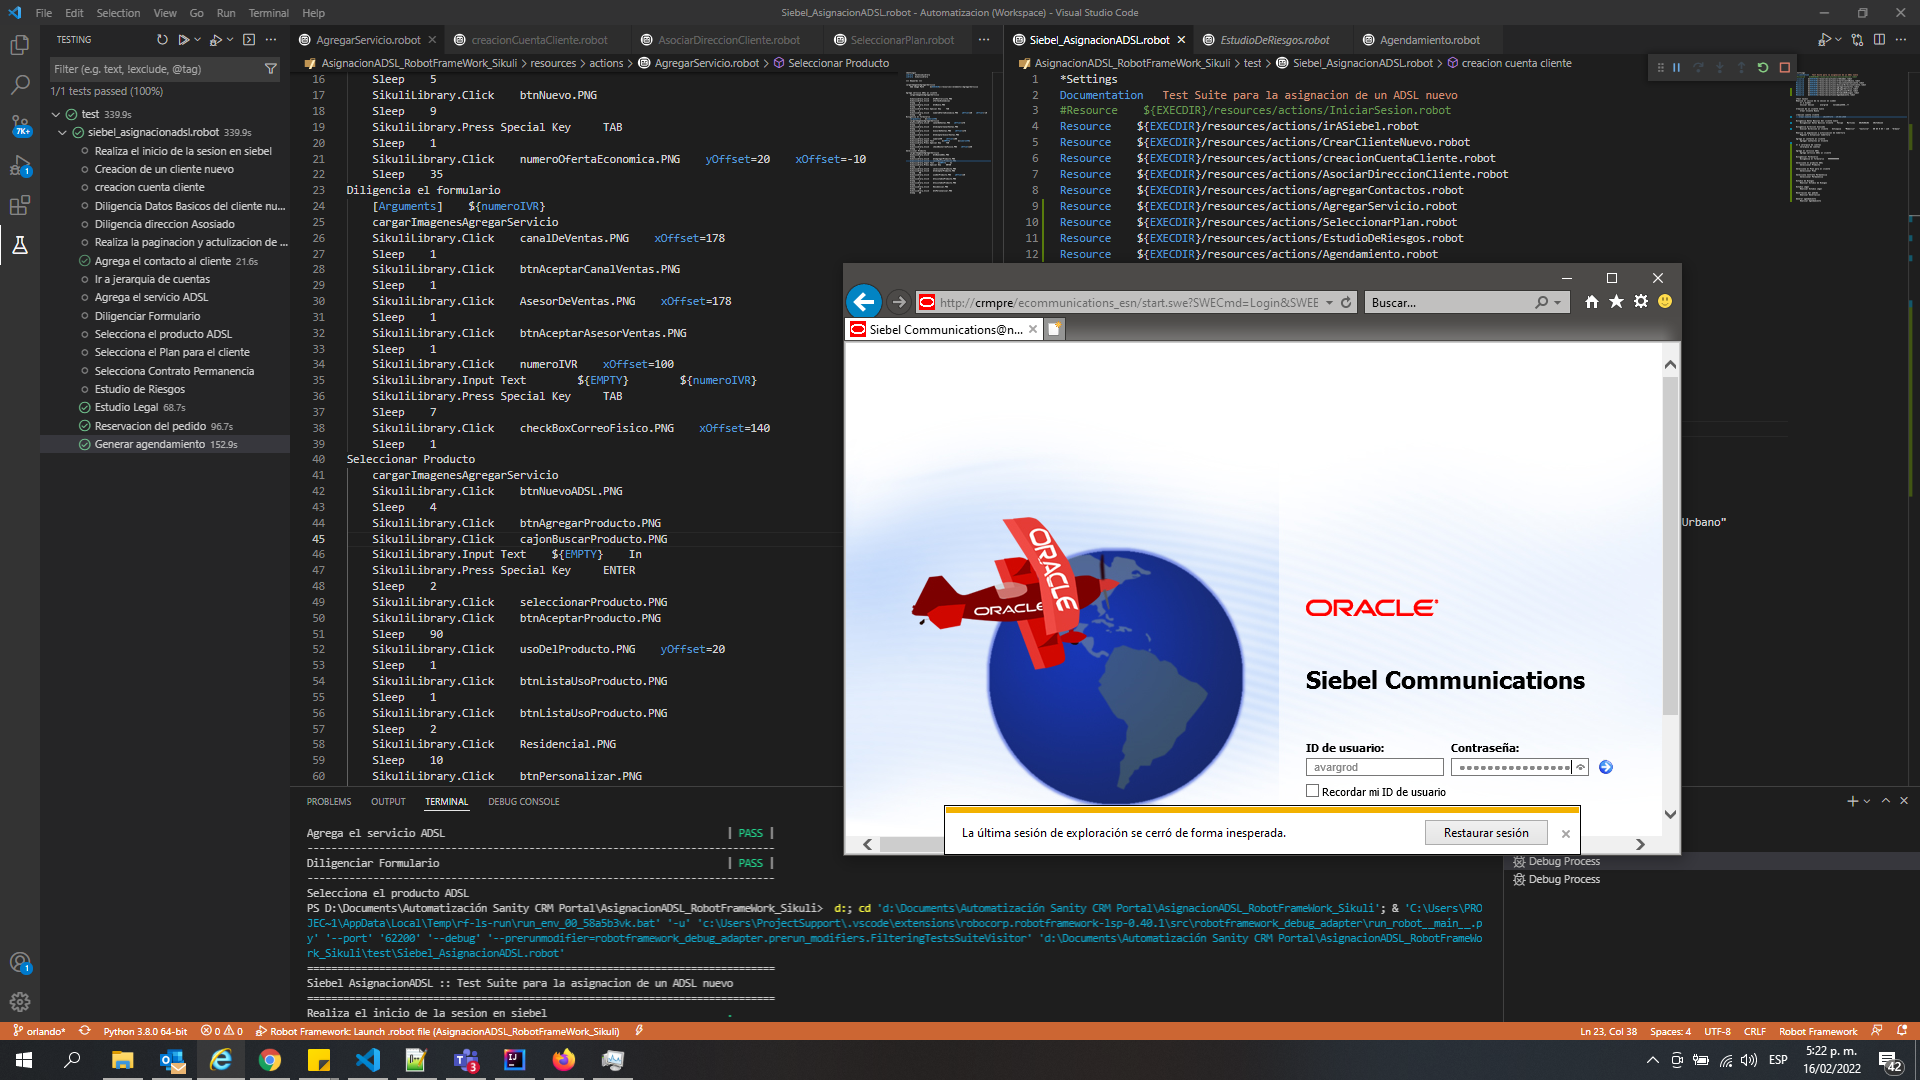 File Edit Selection View Go Run Terminal Help
Siebel_AsignacionADSL.robot - Automatizacion (Workspace) - Visual Studio Code
TESTING
Filter (e.g. text, !exclude, @tag)
1/1 tests passed (100%)
test 339.9s
siebel_asignacionadsl.robot 339.9s
Realiza el inicio de la sesion en siebel
Creacion de un cliente nuevo
creacion cuenta cliente
Diligencia Datos Basicos del cliente nu...
Diligencia direccion Asosiado
Realiza la paginacion y actulizacion de ...
Agrega el contacto al cliente 21.6s
Ir a jerarquia de cuentas
Agrega el servicio ADSL
Diligenciar Formulario
Selecciona el producto ADSL
Selecciona el Plan para el cliente
Selecciona Contrato Permanencia
Estudio de Riesgos
Estudio Legal 68.7s
Reservacion del pedido 96.7s
Generar agendamiento 152.9s
7K+
1
AgregarServicio.robot creacionCuentaCliente.robot AsociarDireccionCliente.robot SeleccionarPlan.robot
AsignacionADSL_RobotFrameWork_Sikuli > resources > actions > AgregarServicio.robot > Seleccionar Producto
16 Sleep 5
17 SikuliLibrary.Click btnNuevo.PNG
18 Sleep 9
19 SikuliLibrary.Press Special Key TAB
20 Sleep 1
21 SikuliLibrary.Click numeroOfertaEconomica.PNG yOffset=20 xOffset=-10
22 Sleep 35
23 Diligencia el formulario
24 [Arguments] ${numeroIVR}
25 cargarImagenesAgregarServicio
26 SikuliLibrary.Click canalDeVentas.PNG xOffset=178
27 Sleep 1
28 SikuliLibrary.Click btnAceptarCanalVentas.PNG
29 Sleep 1
30 SikuliLibrary.Click AsesorDeVentas.PNG xOffset=178
31 Sleep 1
32 SikuliLibrary.Click btnAceptarAsesorVentas.PNG
33 Sleep 1
34 SikuliLibrary.Click numeroIVR xOffset=100
35 SikuliLibrary.Input Text ${EMPTY} ${numeroIVR}
36 SikuliLibrary.Press Special Key TAB
37 Sleep 7
38 SikuliLibrary.Click checkBoxCorreoFisico.PNG xOffset=140
39 Sleep 1
40 Seleccionar Producto
41 cargarImagenesAgregarServicio
42 SikuliLibrary.Click btnNuevoADSL.PNG
43 Sleep 4
44 SikuliLibrary.Click btnAgregarProducto.PNG
45 SikuliLibrary.Click cajonBuscarProducto.PNG
46 SikuliLibrary.Input Text ${EMPTY} In
47 SikuliLibrary.Press Special Key ENTER
48 Sleep 2
49 SikuliLibrary.Click seleccionarProducto.PNG
50 SikuliLibrary.Click btnAceptarProducto.PNG
51 Sleep 90
52 SikuliLibrary.Click usoDelProducto.PNG yOffset=20
53 Sleep 1
54 SikuliLibrary.Click btnListaUsoProducto.PNG
55 Sleep 1
56 SikuliLibrary.Click btnListaUsoProducto.PNG
57 Sleep 2
58 SikuliLibrary.Click Residencial.PNG
59 Sleep 10
60 SikuliLibrary.Click btnPersonalizar.PNG
Siebel_AsignacionADSL.robot EstudioDeRiesgos.robot Agendamiento.robot
AsignacionADSL_RobotFrameWork_Sikuli > test > Siebel_AsignacionADSL.robot > creacion cuenta cliente
1 *Settings
2 Documentation Test Suite para la asignacion de un ADSL nuevo
3 #Resource ${EXECDIR}/resources/actions/IniciarSesion.robot
4 Resource ${EXECDIR}/resources/actions/irASiebel.robot
5 Resource ${EXECDIR}/resources/actions/CrearClienteNuevo.robot
6 Resource ${EXECDIR}/resources/actions/creacionCuentaCliente.robot
7 Resource ${EXECDIR}/resources/actions/AsociarDireccionCliente.robot
8 Resource ${EXECDIR}/resources/actions/agregarContactos.robot
9 Resource ${EXECDIR}/resources/actions/AgregarServicio.robot
10 Resource ${EXECDIR}/resources/actions/SeleccionarPlan.robot
11 Resource ${EXECDIR}/resources/actions/EstudioDeRiesgos.robot
12 Resource ${EXECDIR}/resources/actions/Agendamiento.robot
Urbano"
http://crmpre/ecommunications_esn/start.swe?SWECmd=Login&SWEE
Buscar...
Siebel Communications@n...
ORACLE
ORACLE
ORACLE
Siebel Communications
ID de usuario: Contraseña:
avargrod
Recordar mi ID de usuario
La última sesión de exploración se cerró de forma inesperada.
Restaurar sesión
PROBLEMS OUTPUT TERMINAL DEBUG CONSOLE
Agrega el servicio ADSL | PASS |
Diligenciar Formulario | PASS |
Selecciona el producto ADSL
PS D:\Documents\Automatización Sanity CRM Portal\AsignacionADSL_RobotFrameWork_Sikuli> d:; cd 'd:\Documents\Automatización Sanity CRM Portal\AsignacionADSL_RobotFrameWork_Sikuli'; & 'C:\Users\PRO
JEC~1\AppData\Local\Temp\rf-ls-run\run_env_00_58a5b3vk.bat' '-u' 'c:\Users\ProjectSupport\.vscode\extensions\robocorp.robotframework-lsp-0.40.1\src\robotframework_debug_adapter\run_robot__main__.p
y' '--port' '62200' '--debug' '--prerunmodifier=robotframework_debug_adapter.prerun_modifiers.FilteringTestsSuiteVisitor' 'd:\Documents\Automatización Sanity CRM Portal\AsignacionADSL_RobotFrameWo
rk_Sikuli\test\Siebel_AsignacionADSL.robot'
Siebel AsignacionADSL :: Test Suite para la asignacion de un ADSL nuevo
Realiza el inicio de la sesion en siebel .
Debug Process
Debug Process
1
orlando* Python 3.8.0 64-bit 0 0 Robot Framework: Launch .robot file (AsignacionADSL_RobotFrameWork_Sikuli)
Ln 23, Col 38 Spaces: 4 UTF-8 CRLF Robot Framework
3
ESP
5:22 p. m.
16/02/2022
42